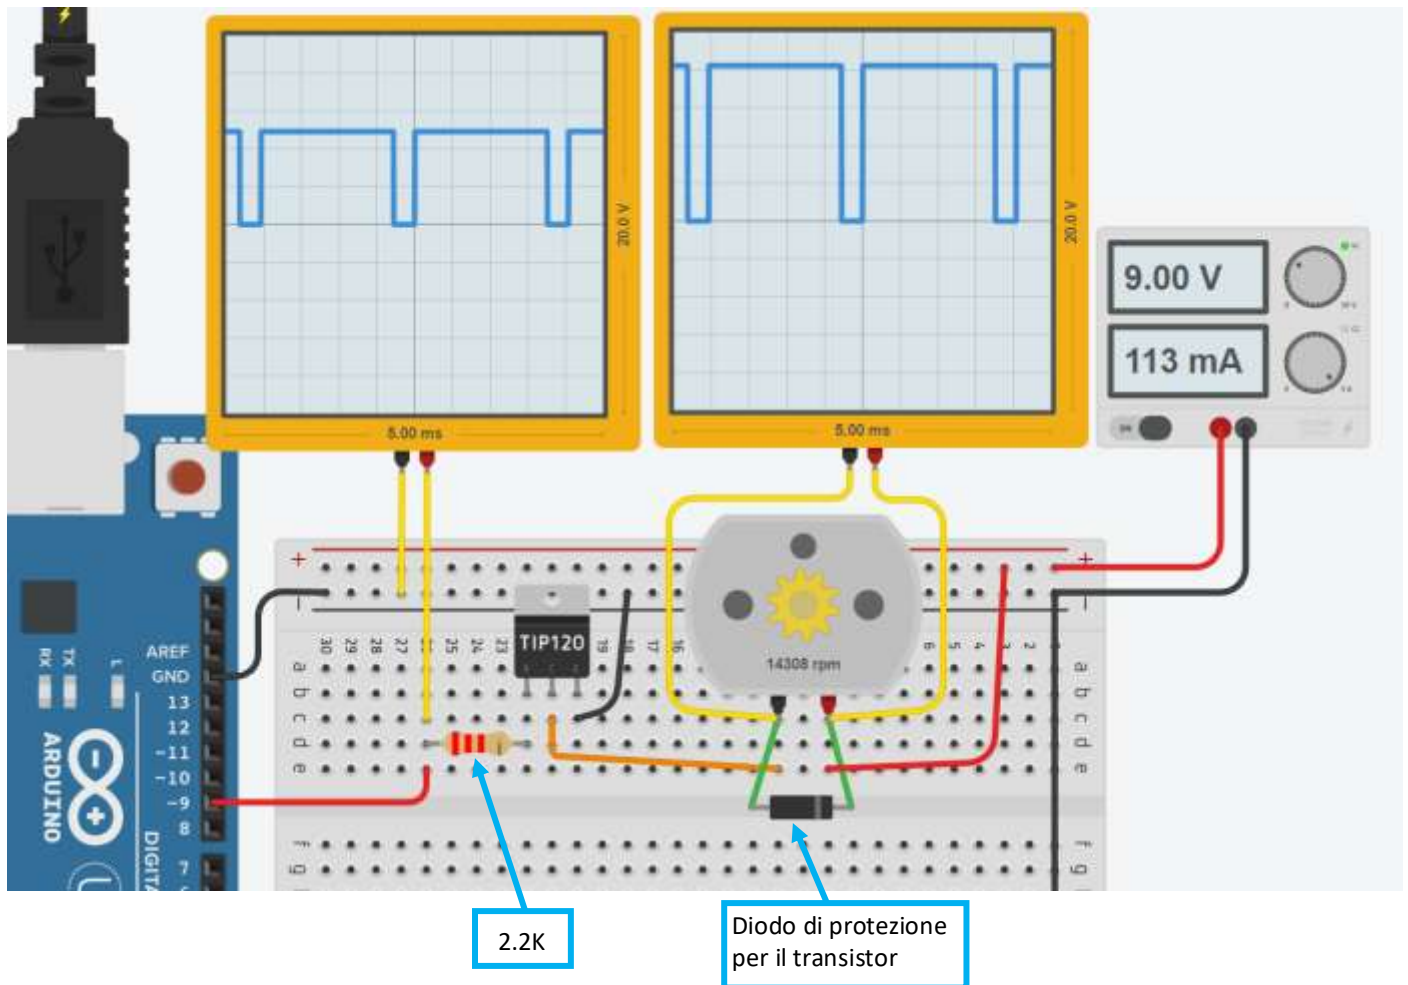 20.0 V
5.00 ms
20.0 V
5.00 ms
9.00 V
113 mA
+
+
30 29 28 27 25 24 23 19 18 17 16 6 5 4 3 2
TIP120
14308 rpm
a
a
b
b
c
c
d
d
e
e
f
f
g
g
AREF
GND
13
12
~11
~10
~9
8
7
RX
TX
L
ARDUINO
DIGITA
2.2K
Diodo di protezione
per il transistor